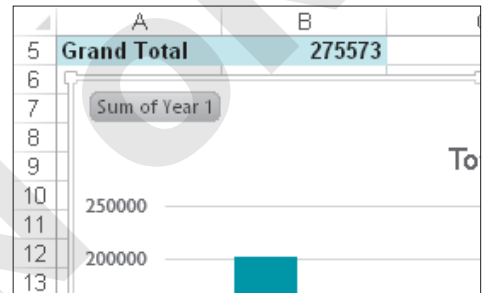 A B
5 Grand Total 275573
6
7 Sum of Year 1
8
9 To
10 250000
11
12 200000
13